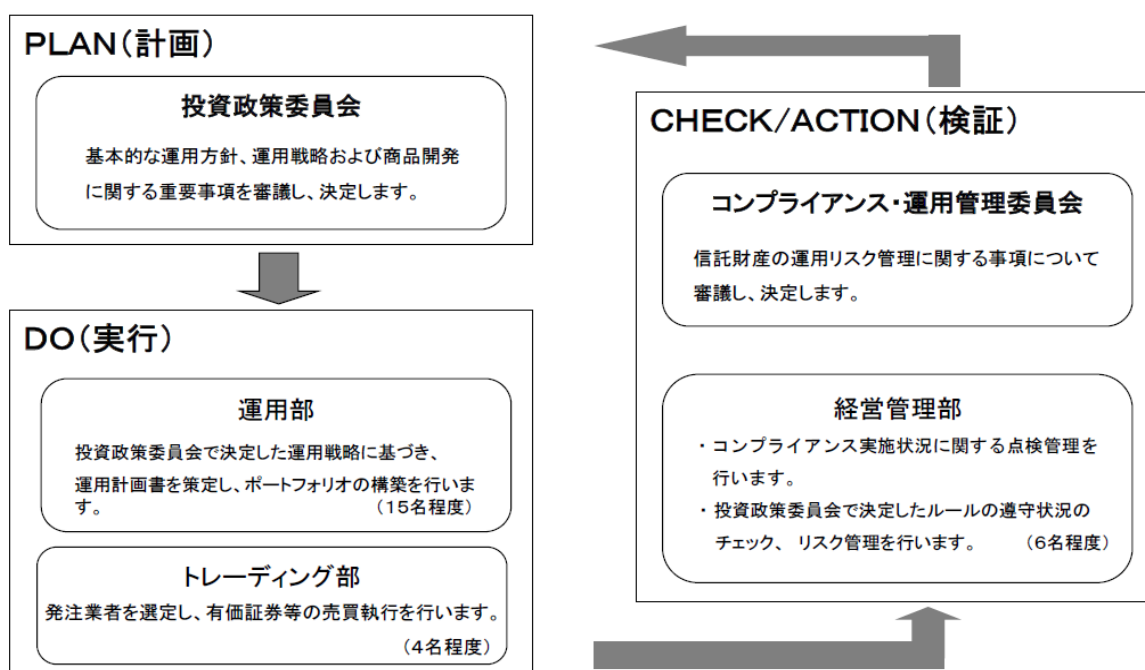 PLAN(計画)
投資政策委員会
基本的な運用方針、運用戦略および商品開発
に関する重要事項を審議し、決定します。
DO(実行)
運用部
投資政策委員会で決定した運用戦略に基づき、
運用計画書を策定し、ポートフォリオの構築を行いま
す。 (15名程度)
トレーディング部
発注業者を選定し、有価証券等の売買執行を行います。
(4名程度)
CHECK/ACTION(検証)
コンプライアンス・運用管理委員会
信託財産の運用リスク管理に関する事項について
審議し、決定します。
経営管理部
・コンプライアンス実施状況に関する点検管理を
行います。
・投資政策委員会で決定したルールの遵守状況の
チェック、 リスク管理を行います。 (6名程度)